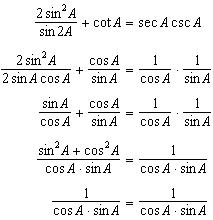 2 sin²A / sin 2A + cot A = sec A csc A
2 sin²A / 2 sin A cos A + cos A / sin A = 1 / cos A · 1 / sin A
sin A / cos A + cos A / sin A = 1 / cos A · 1 / sin A
sin²A + cos²A / cos A · sin A = 1 / cos A · sin A
1 / cos A · sin A = 1 / cos A · sin A